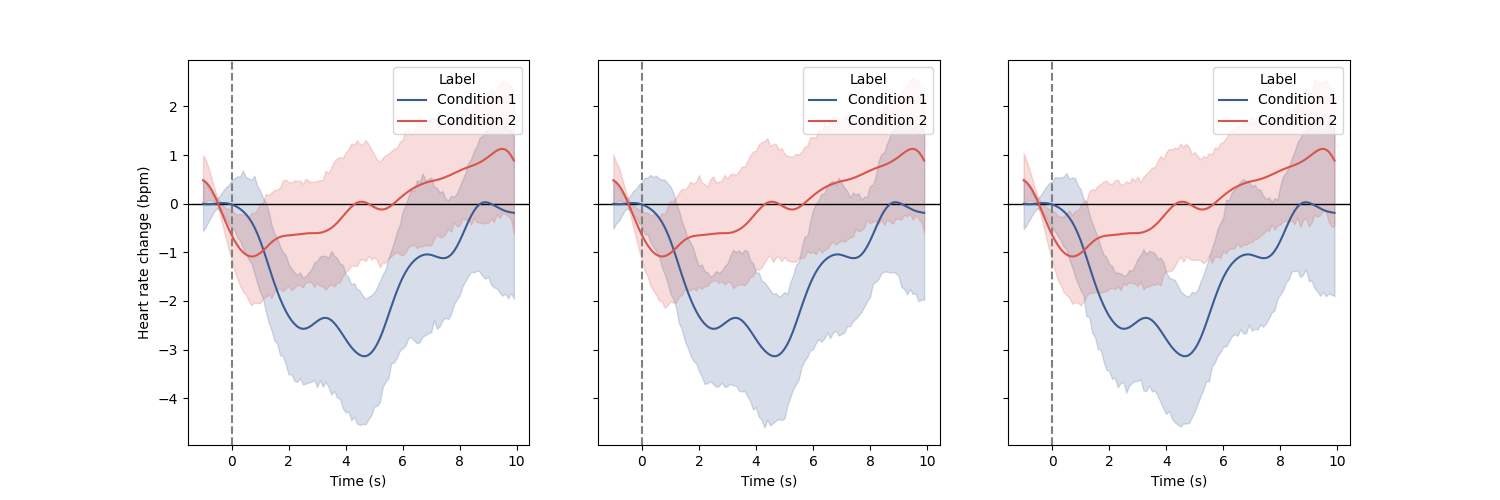 Label
Condition 1
Condition 2
Label
Condition 1
Condition 2
Label
Condition 1
Condition 2
Heart rate change (bpm)
2
1
0
−1
−2
−3
−4
0 2 4 6 8 10
0 2 4 6 8 10
0 2 4 6 8 10
Time (s)
Time (s)
Time (s)